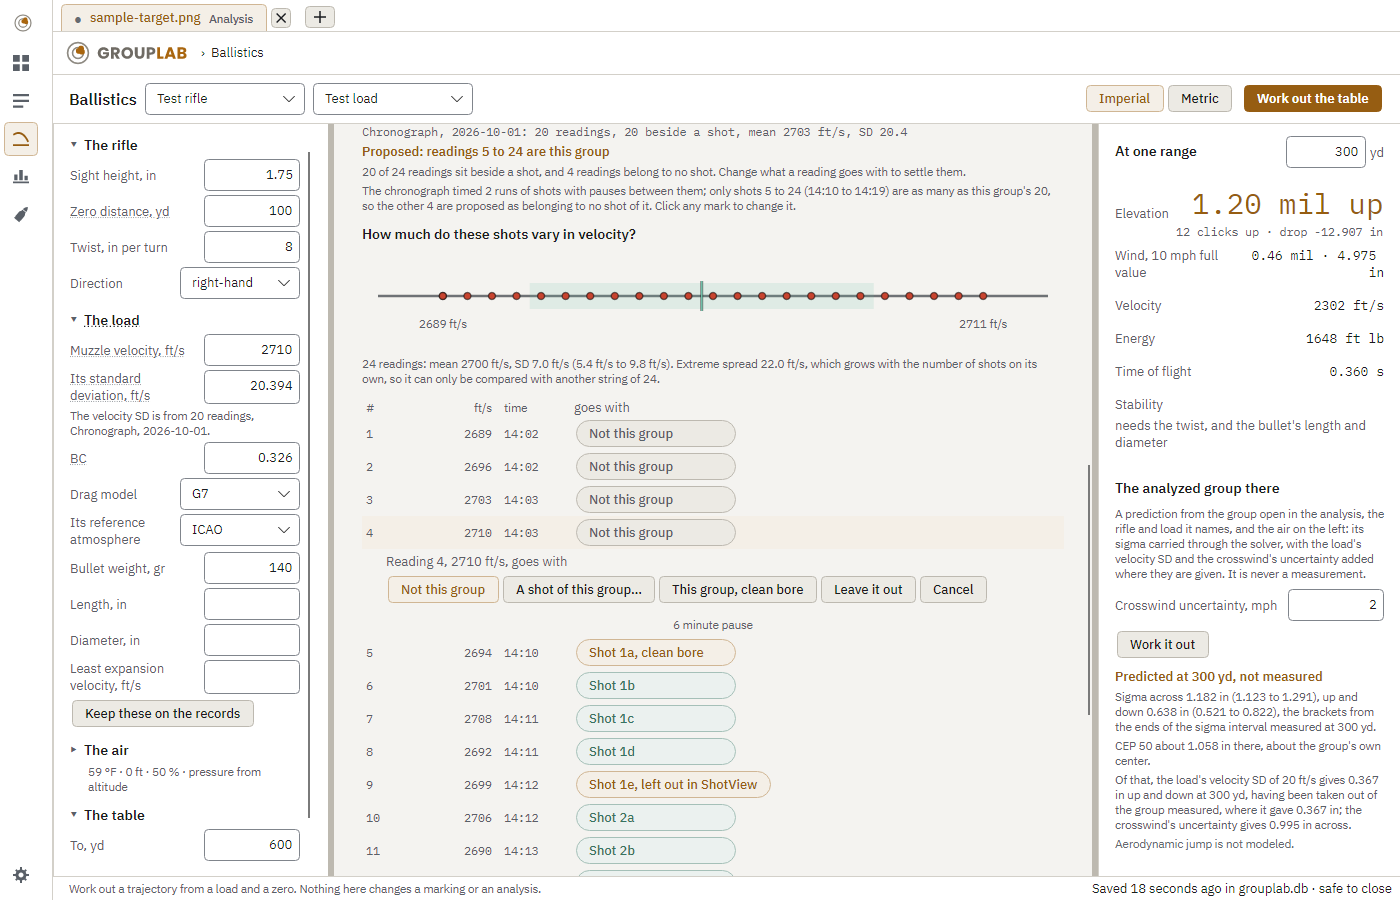 sample-target.png Analysis
GROUPLAB › Ballistics
Ballistics Test rifle Test load Imperial Metric Work out the table
The rifle
Sight height, in 1.75
Zero distance, yd 100
Twist, in per turn 8
Direction right-hand
The load
Muzzle velocity, ft/s 2710
Its standard
deviation, ft/s 20.394
The velocity SD is from 20 readings,
Chronograph, 2026-10-01.
BC 0.326
Drag model G7
Its reference
atmosphere ICAO
Bullet weight, gr 140
Length, in
Diameter, in
Least expansion
velocity, ft/s
Keep these on the records
The air
59 °F · 0 ft · 50 % · pressure from
altitude
The table
To, yd 600
Chronograph, 2026-10-01: 20 readings, 20 beside a shot, mean 2703 ft/s, SD 20.4
Proposed: readings 5 to 24 are this group
20 of 24 readings sit beside a shot, and 4 readings belong to no shot. Change what a reading goes with to settle them.
The chronograph timed 2 runs of shots with pauses between them; only shots 5 to 24 (14:10 to 14:19) are as many as this group's 20,
so the other 4 are proposed as belonging to no shot of it. Click any mark to change it.
How much do these shots vary in velocity?
2689 ft/s 2711 ft/s
24 readings: mean 2700 ft/s, SD 7.0 ft/s (5.4 ft/s to 9.8 ft/s). Extreme spread 22.0 ft/s, which grows with the number of shots on its
own, so it can only be compared with another string of 24.
# ft/s time goes with
1 2689 14:02 Not this group
2 2696 14:02 Not this group
3 2703 14:03 Not this group
4 2710 14:03 Not this group
Reading 4, 2710 ft/s, goes with
Not this group A shot of this group... This group, clean bore Leave it out Cancel
6 minute pause
5 2694 14:10 Shot 1a, clean bore
6 2701 14:10 Shot 1b
7 2708 14:11 Shot 1c
8 2692 14:11 Shot 1d
9 2699 14:12 Shot 1e, left out in ShotView
10 2706 14:12 Shot 2a
11 2690 14:13 Shot 2b
At one range 300 yd
Elevation 1.20 mil up
12 clicks up · drop -12.907 in
Wind, 10 mph full
value 0.46 mil · 4.975
in
Velocity 2302 ft/s
Energy 1648 ft lb
Time of flight 0.360 s
Stability
needs the twist, and the bullet's length and
diameter
The analyzed group there
A prediction from the group open in the analysis, the
rifle and load it names, and the air on the left: its
sigma carried through the solver, with the load's
velocity SD and the crosswind's uncertainty added
where they are given. It is never a measurement.
Crosswind uncertainty, mph 2
Work it out
Predicted at 300 yd, not measured
Sigma across 1.182 in (1.123 to 1.291), up and
down 0.638 in (0.521 to 0.822), the brackets from
the ends of the sigma interval measured at 300 yd.
CEP 50 about 1.058 in there, about the group's own
center.
Of that, the load's velocity SD of 20 ft/s gives 0.367
in up and down at 300 yd, having been taken out of
the group measured, where it gave 0.367 in; the
crosswind's uncertainty gives 0.995 in across.
Aerodynamic jump is not modeled.
Work out a trajectory from a load and a zero. Nothing here changes a marking or an analysis.
Saved 18 seconds ago in grouplab.db · safe to close